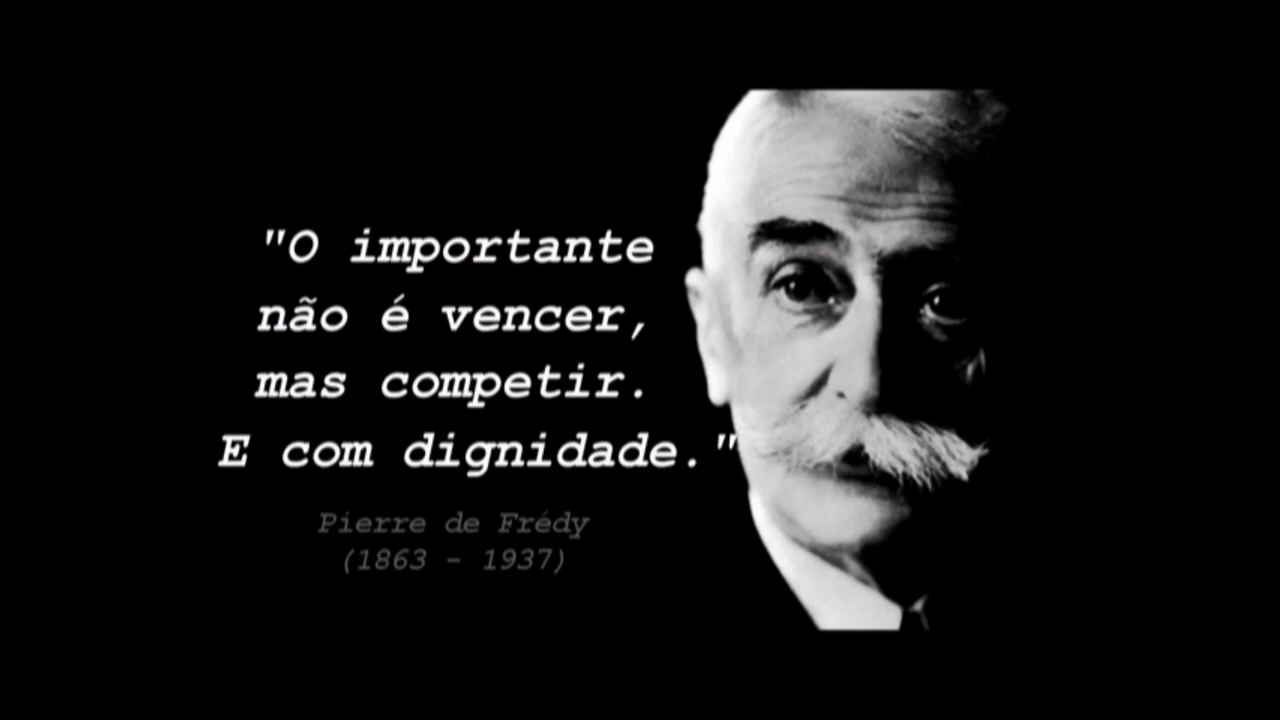 "O importante
não é vencer,
mas competir.
E com dignidade."
Pierre de Frédy
(1863 - 1937)